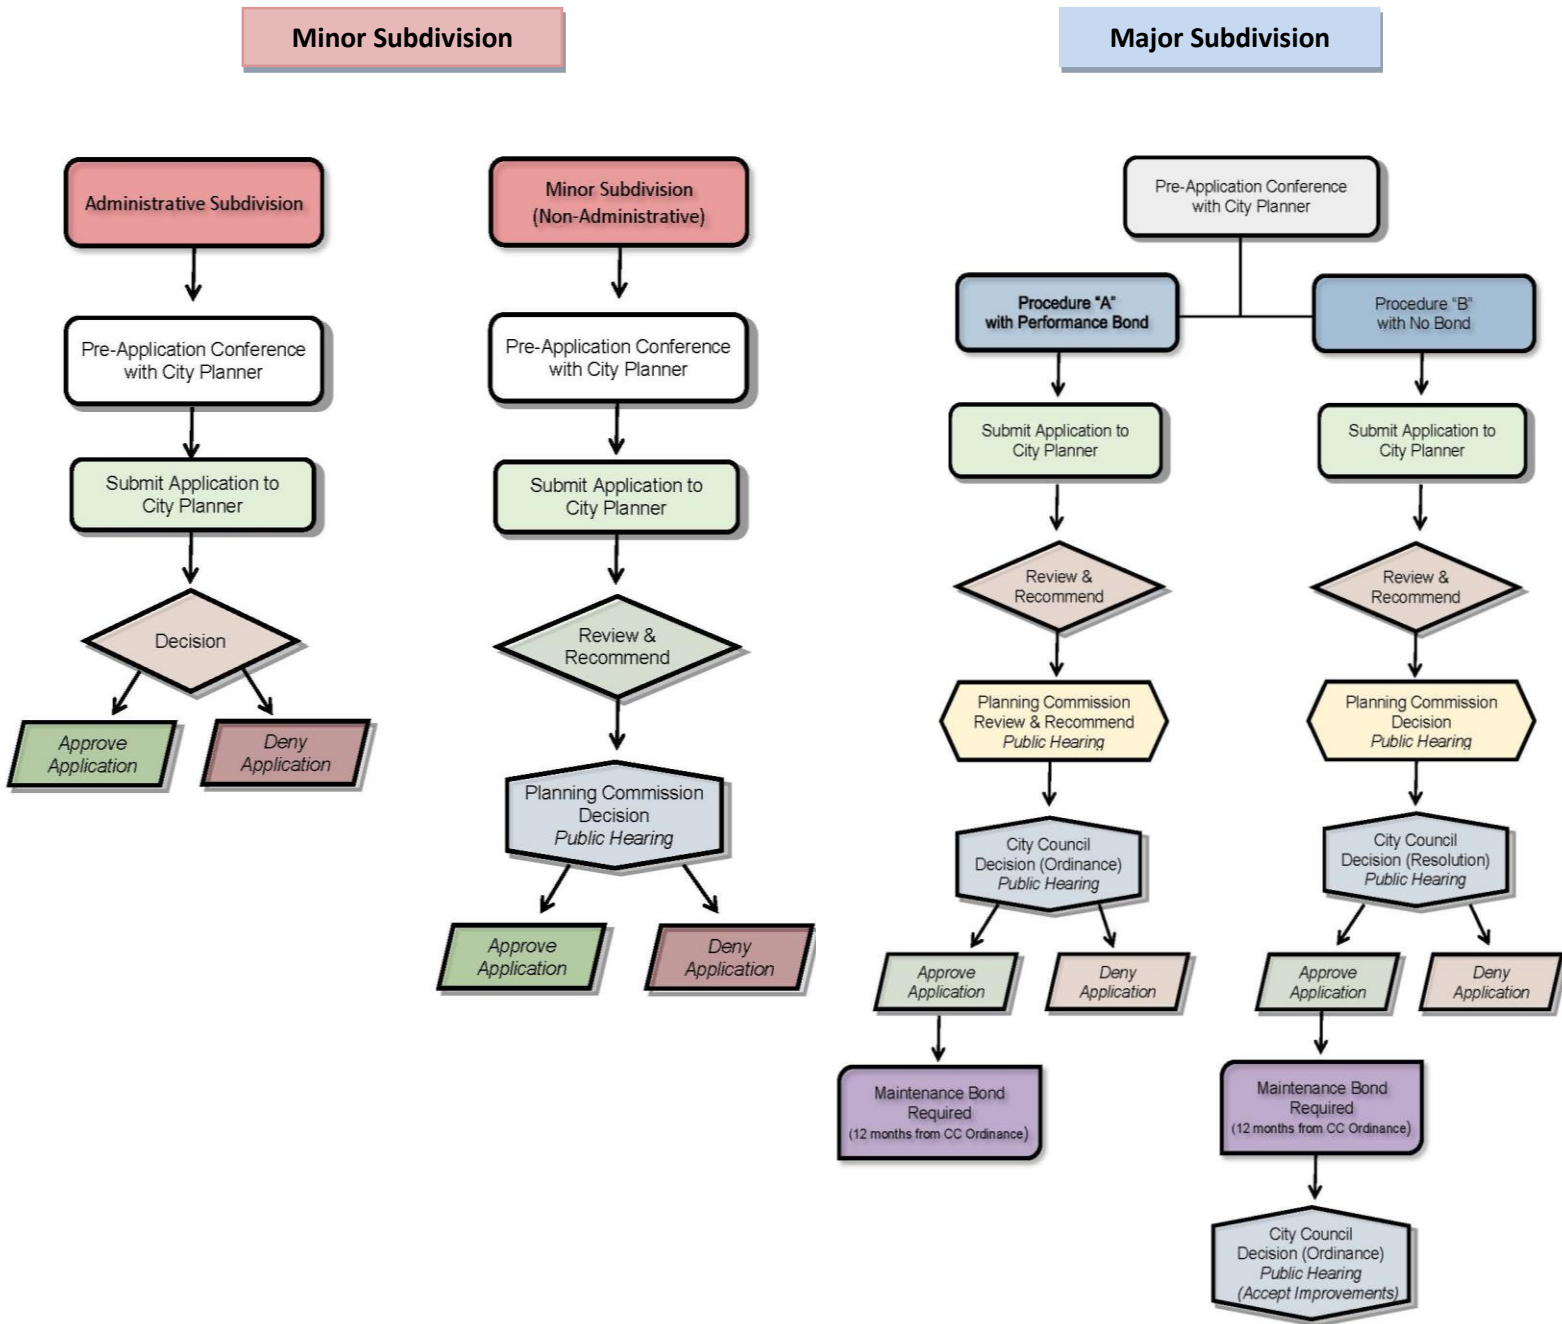 Minor Subdivision
Major Subdivision
Administrative Subdivision
Pre-Application Conference
with City Planner
Submit Application to
City Planner
Decision
Approve
Application
Deny
Application
Minor Subdivision
(Non-Administrative)
Pre-Application Conference
with City Planner
Submit Application to
City Planner
Review &
Recommend
Planning Commission
Decision
Public Hearing
Approve
Application
Deny
Application
Pre-Application Conference
with City Planner
Procedure "A"
with Performance Bond
Submit Application to
City Planner
Review &
Recommend
Planning Commission
Review & Recommend
Public Hearing
City Council
Decision (Ordinance)
Public Hearing
Approve
Application
Deny
Application
Maintenance Bond
Required
(12 months from CC Ordinance)
Procedure "B"
with No Bond
Submit Application to
City Planner
Review &
Recommend
Planning Commission
Decision
Public Hearing
City Council
Decision (Resolution)
Public Hearing
Approve
Application
Deny
Application
Maintenance Bond
Required
(12 months from CC Ordinance)
City Council
Decision (Ordinance)
Public Hearing
(Accept Improvements)